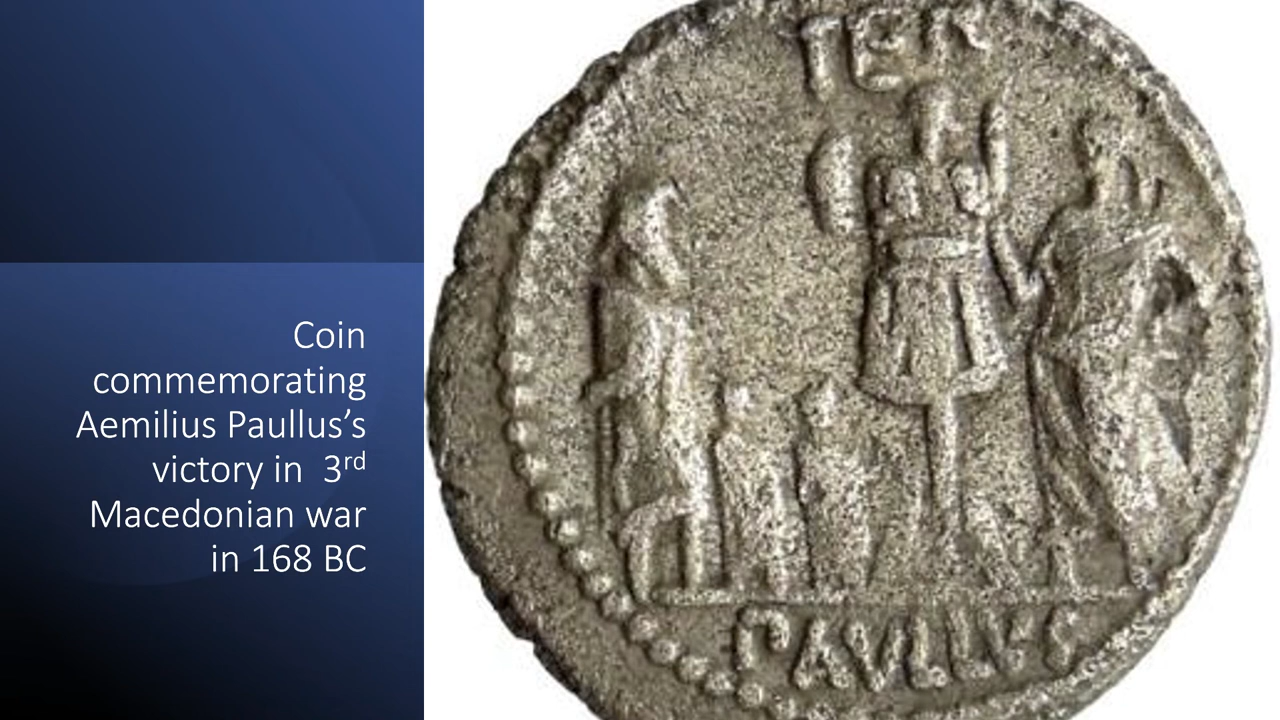 Coin
commemorating
Aemilius Paullus’s
victory in 3rd
Macedonian war
in 168 BC
TER
PAVLLVS